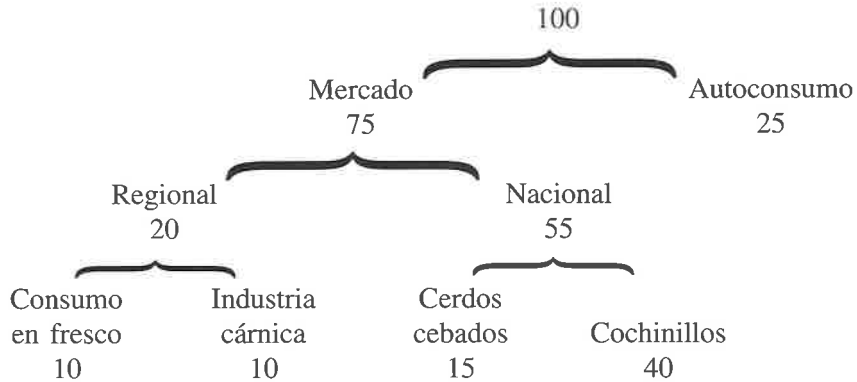 100
Mercado
75
Autoconsumo
25
Regional
20
Nacional
55
Consumo
en fresco
10
Industria
cárnica
10
Cerdos
cebados
15
Cochinillos
40